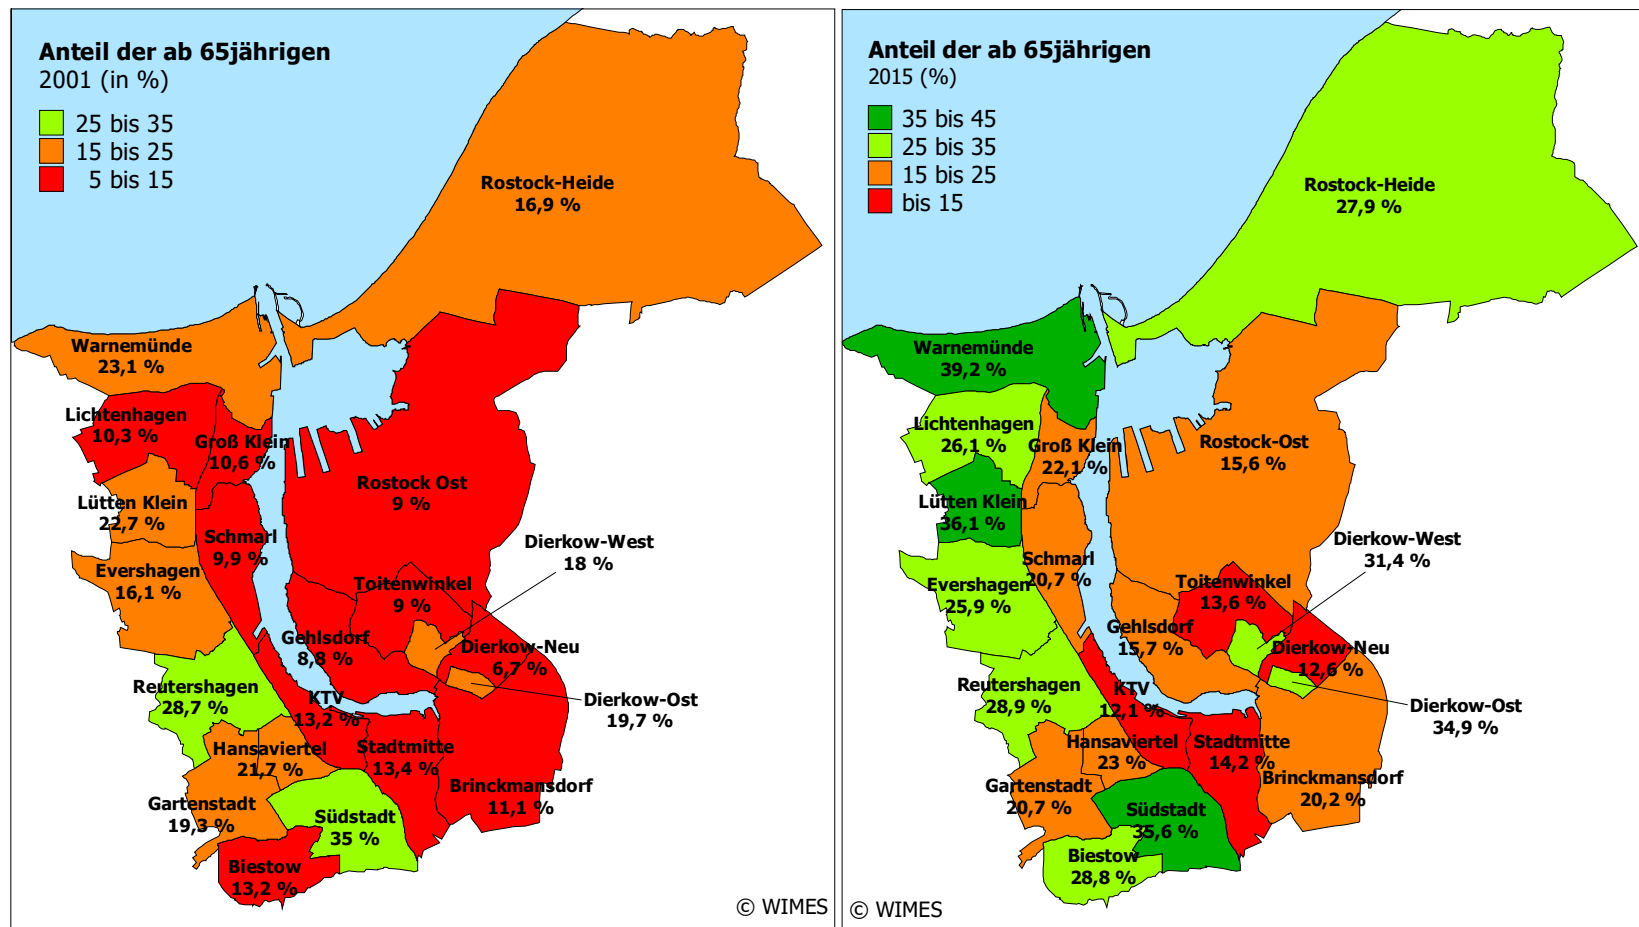 Anteil der ab 65jährigen
2001 (in %)
25 bis 35
15 bis 25
5 bis 15
Rostock-Heide
16,9 %
Warnemünde
23,1 %
Lichtenhagen
10,3 %
Groß Klein
10,6 %
Rostock Ost
9 %
Lütten Klein
22,7 %
Schmarl
9,9 %
Dierkow-West
18 %
Evershagen
16,1 %
Toitenwinkel
9 %
Gehlsdorf
8,8 %
Dierkow-Neu
6,7 %
Reutershagen
28,7 %
KTV
13,2 %
Dierkow-Ost
19,7 %
Hansaviertel
21,7 %
Stadtmitte
13,4 %
Brinckmansdorf
11,1 %
Gartenstadt
19,3 %
Südstadt
35 %
Biestow
13,2 %
© WIMES
Anteil der ab 65jährigen
2015 (%)
35 bis 45
25 bis 35
15 bis 25
bis 15
Rostock-Heide
27,9 %
Warnemünde
39,2 %
Lichtenhagen
26,1 %
Groß Klein
22,1 %
Rostock-Ost
15,6 %
Lütten Klein
36,1 %
Dierkow-West
31,4 %
Schmarl
20,7 %
Evershagen
25,9 %
Toitenwinkel
13,6 %
Gehlsdorf
15,7 %
Dierkow-Neu
12,6 %
Reutershagen
28,9 %
KTV
12,1 %
Dierkow-Ost
34,9 %
Hansaviertel
23 %
Stadtmitte
14,2 %
Brinckmansdorf
20,2 %
Gartenstadt
20,7 %
Südstadt
35,6 %
Biestow
28,8 %
© WIMES